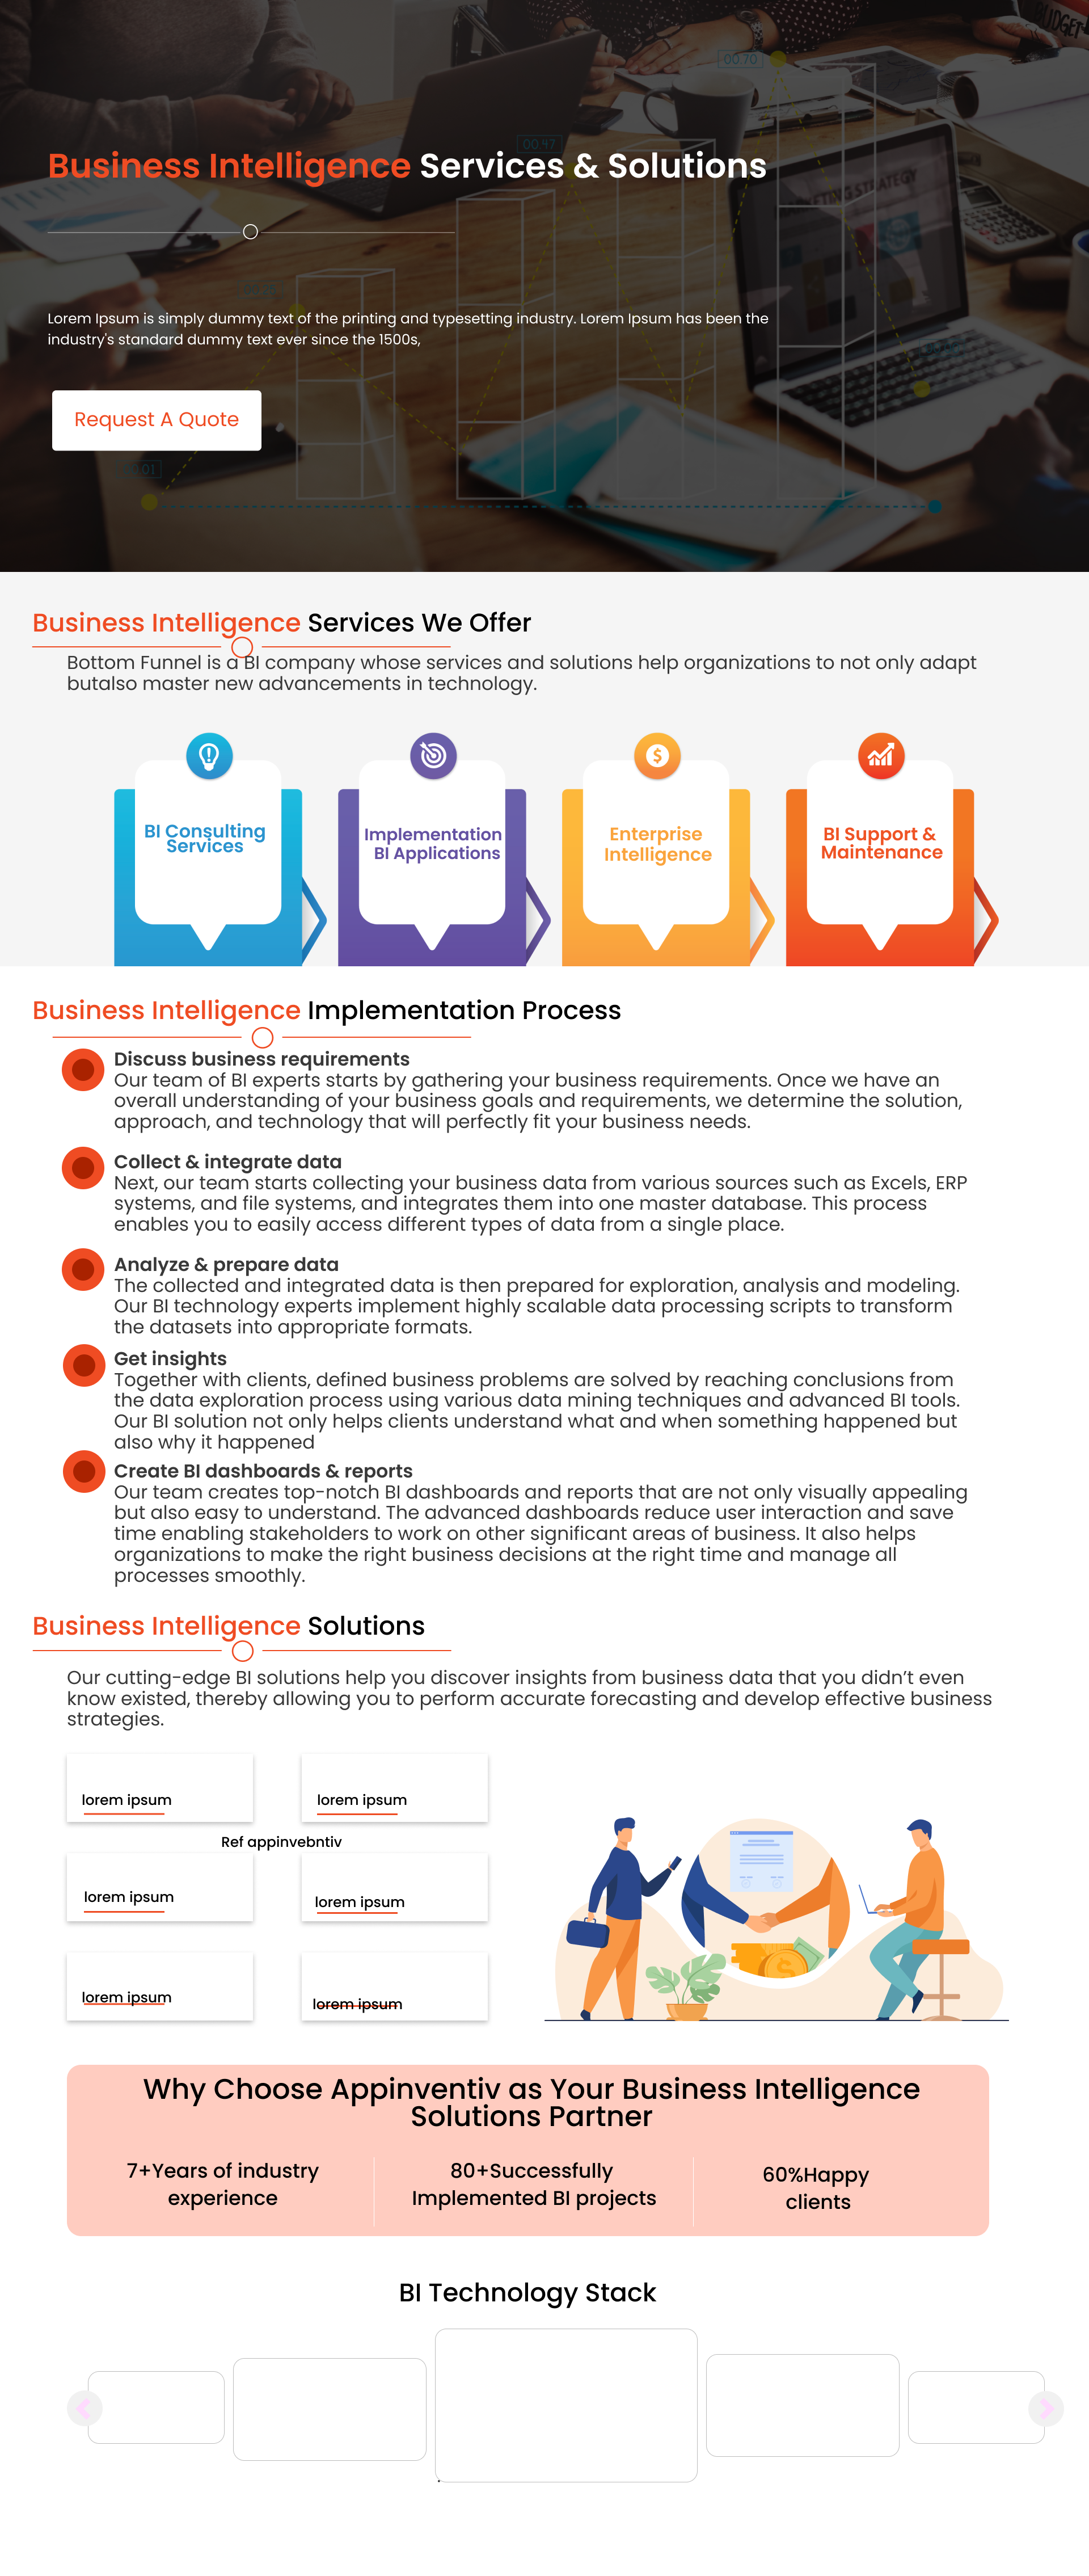 BUDGET
00.70
00.47
Business Intelligence Services & Solutions
Lorem Ipsum is simply dummy text of the printing and typesetting industry. Lorem Ipsum has been the
industry's standard dummy text ever since the 1500s,
Request A Quote
Business Intelligence Services We Offer
Bottom Funnel is a BI company whose services and solutions help organizations to not only adapt
butalso master new advancements in technology.
BI Consulting
Services
Implementation
BI Applications
Enterprise
Intelligence
BI Support &
Maintenance
Business Intelligence Implementation Process
Discuss business requirements
Our team of BI experts starts by gathering your business requirements. Once we have an
overall understanding of your business goals and requirements, we determine the solution,
approach, and technology that will perfectly fit your business needs.
Collect & integrate data
Next, our team starts collecting your business data from various sources such as Excels, ERP
systems, and file systems, and integrates them into one master database. This process
enables you to easily access different types of data from a single place.
Analyze & prepare data
The collected and integrated data is then prepared for exploration, analysis and modeling.
Our BI technology experts implement highly scalable data processing scripts to transform
the datasets into appropriate formats.
Get insights
Together with clients, defined business problems are solved by reaching conclusions from
the data exploration process using various data mining techniques and advanced BI tools.
Our BI solution not only helps clients understand what and when something happened but
also why it happened
Create BI dashboards & reports
Our team creates top-notch BI dashboards and reports that are not only visually appealing
but also easy to understand. The advanced dashboards reduce user interaction and save
time enabling stakeholders to work on other significant areas of business. It also helps
organizations to make the right business decisions at the right time and manage all
processes smoothly.
Business Intelligence Solutions
Our cutting-edge BI solutions help you discover insights from business data that you didn’t even
know existed, thereby allowing you to perform accurate forecasting and develop effective business
strategies.
lorem ipsum
lorem ipsum
Ref appinvebntiv
lorem ipsum
lorem ipsum
lorem ipsum
lorem ipsum
Why Choose Appinventiv as Your Business Intelligence
Solutions Partner
7+Years of industry
experience
80+Successfully
Implemented BI projects
60%Happy
clients
BI Technology Stack